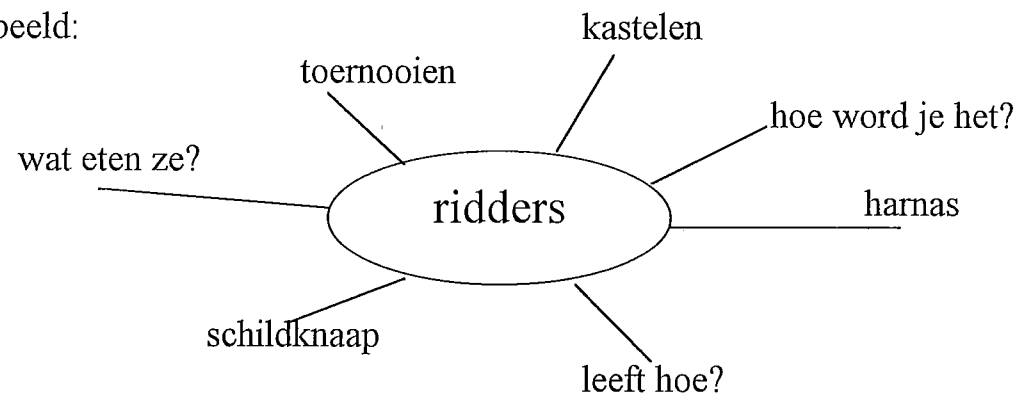 beeld:
kastelen
toernooien
hoe word je het?
wat eten ze?
ridders
harnas
schildknaap
leeft hoe?